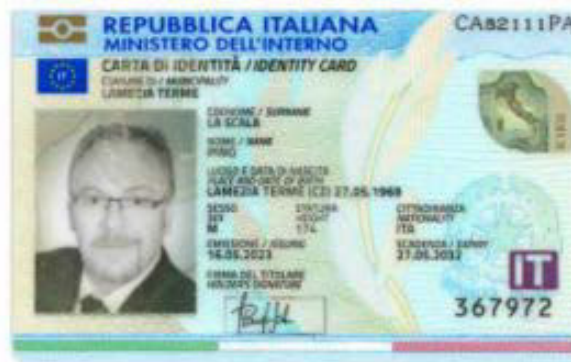 REPUBBLICA ITALIANA
MINISTERO DELL'INTERNO
CA82111PA
CARTA DI IDENTITÀ / IDENTITY CARD
COMUNE DI / MUNICIPALITY
LAMEZIA TERME
COGNOME / SURNAME
LA SCALA
NOME / NAME
PINO
LUOGO E DATA DI NASCITA
PLACE AND DATE OF BIRTH
LAMEZIA TERME (CZ) 27.05.1969
SESSO STATURA CITTADINANZA
SEX HEIGHT NATIONALITY
M 174 ITA
EMISSIONE / ISSUING SCADENZA / EXPIRY
16.05.2023 27.05.2032
FIRMA DEL TITOLARE
HOLDER'S SIGNATURE
IT
367972